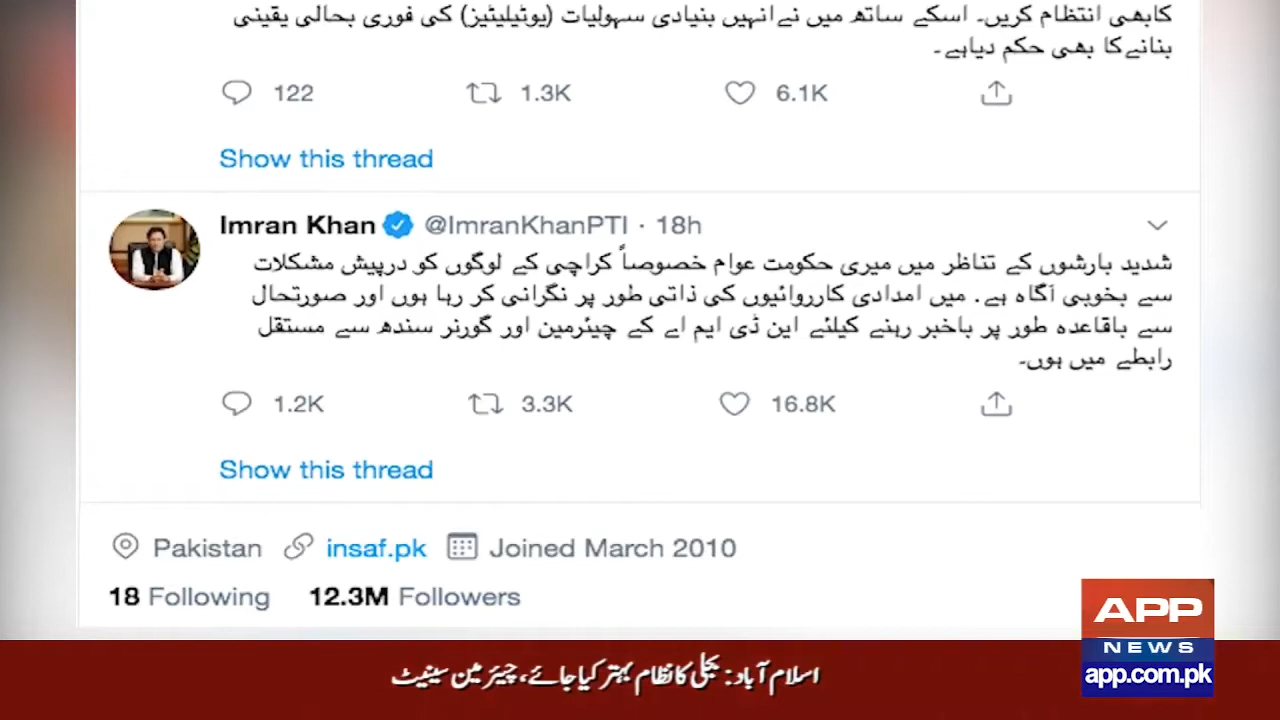 کابھی انتظام کریں۔ اسکے ساتھ میں نےانہیں بنیادی سہولیات (یوٹیلیٹیز) کی فوری بحالی یقینی
بنانےکا بھی حکم دیاہے۔
122 1.3K 6.1K
Show this thread
Imran Khan @ImranKhanPTI · 18h
شدید بارشوں کے تناظر میں میری حکومت عوام خصوصاً کراچی کے لوگوں کو درپیش مشکلات
سے بخوبی آگاہ ہے۔ میں امدادی کارروائیوں کی ذاتی طور پر نگرانی کر رہا ہوں اور صورتحال
سے باقاعدہ طور پر باخبر رہنے کیلئے این ڈی ایم اے کے چیئرمین اور گورنر سندھ سے مستقل
رابطے میں ہوں۔
1.2K 3.3K 16.8K
Show this thread
Pakistan insaf.pk Joined March 2010
18 Following 12.3M Followers
APP
NEWS
app.com.pk
اسلام آباد: بجلی کا نظام بہتر کیا جائے، چیئرمین سینیٹ